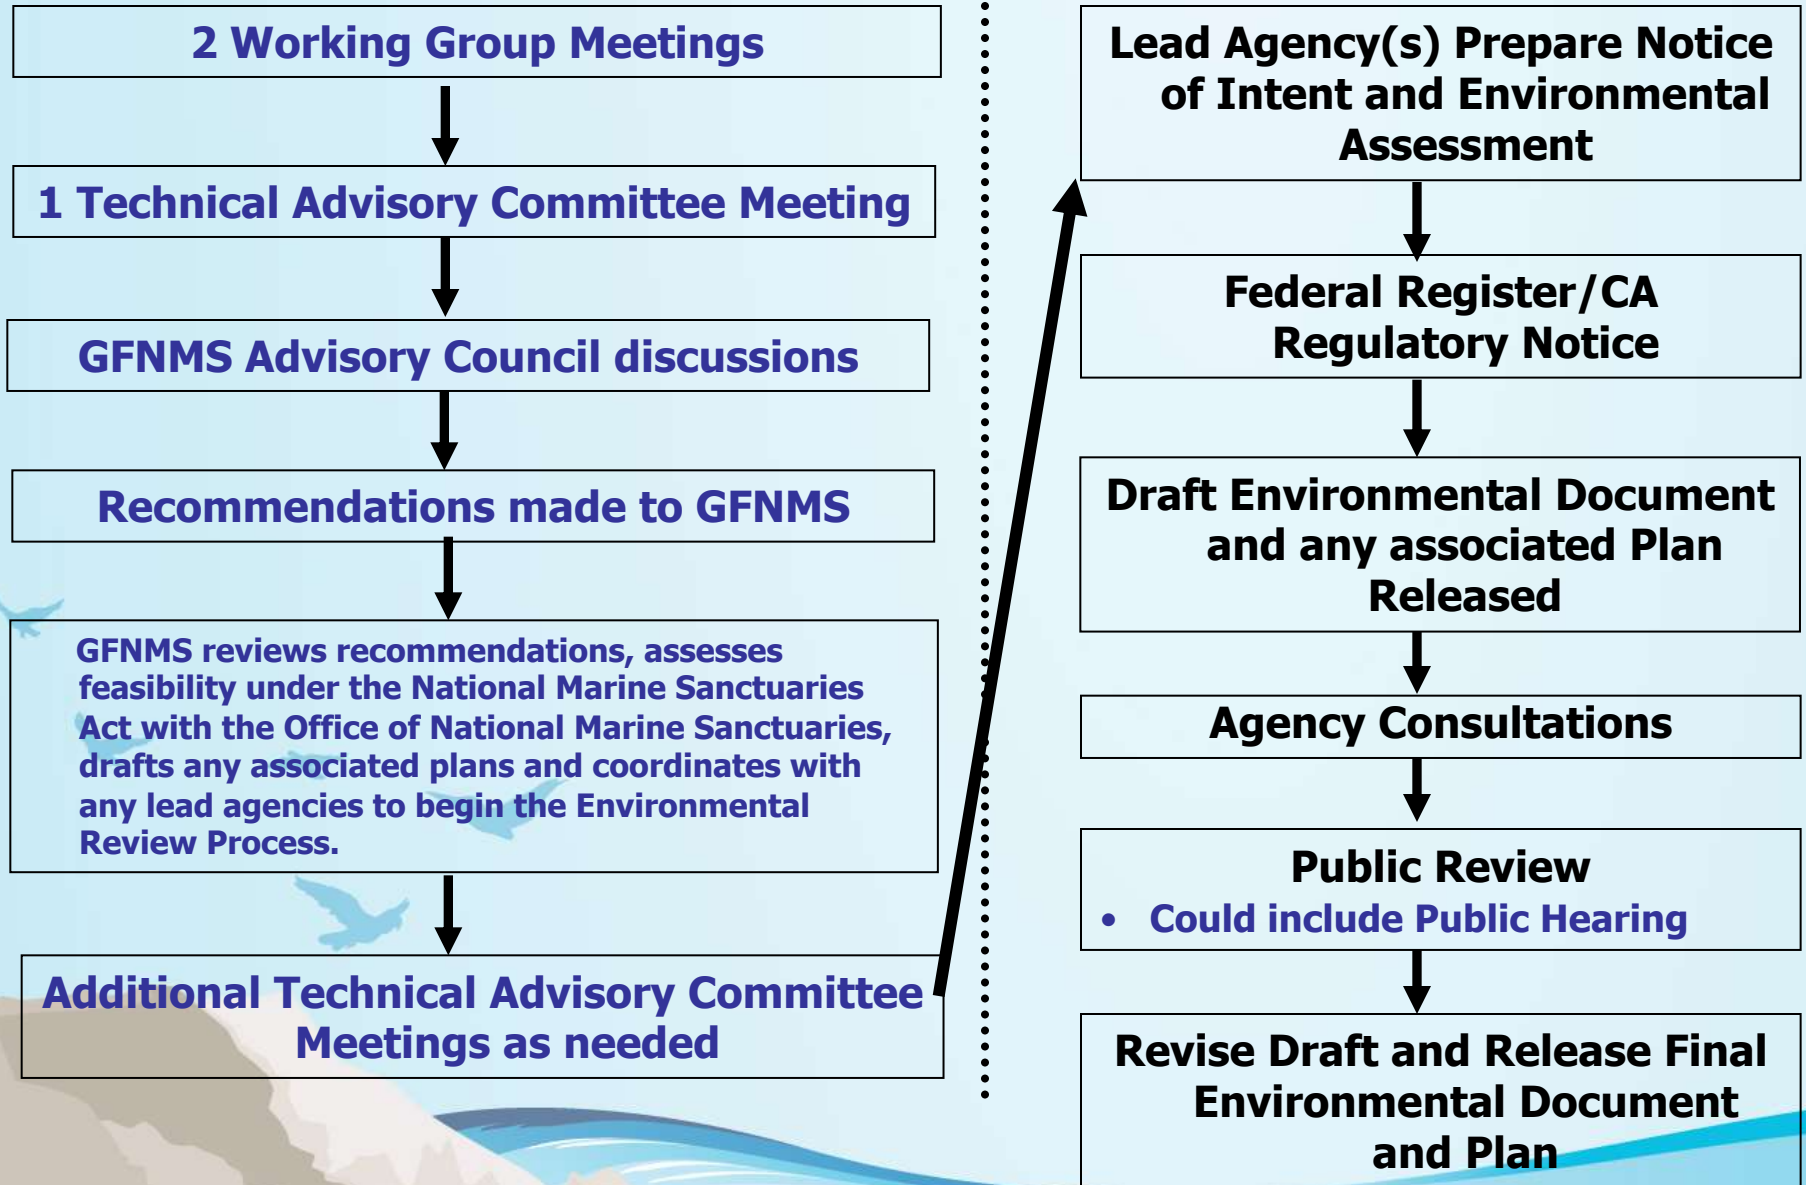 2 Working Group Meetings
1 Technical Advisory Committee Meeting
GFNMS Advisory Council discussions
Recommendations made to GFNMS
GFNMS reviews recommendations, assesses
feasibility under the National Marine Sanctuaries
Act with the Office of National Marine Sanctuaries,
drafts any associated plans and coordinates with
any lead agencies to begin the Environmental
Review Process.
Additional Technical Advisory Committee
Meetings as needed
Lead Agency(s) Prepare Notice
of Intent and Environmental
Assessment
Federal Register/CA
Regulatory Notice
Draft Environmental Document
and any associated Plan
Released
Agency Consultations
Public Review
• Could include Public Hearing
Revise Draft and Release Final
Environmental Document
and Plan